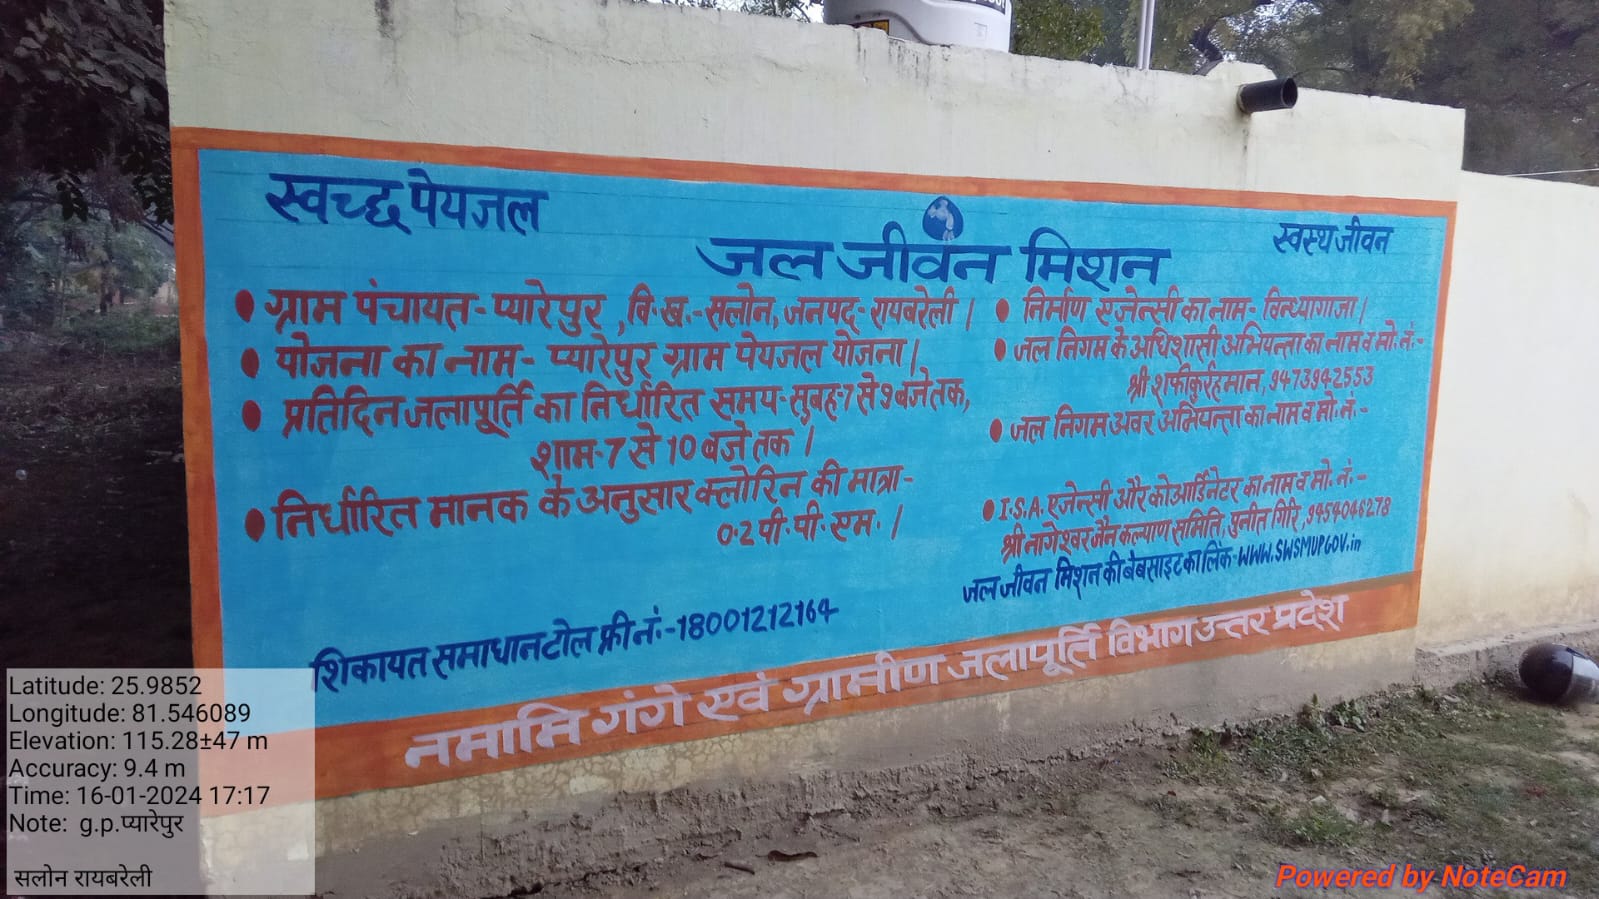 स्वच्छ पेयजल
जल जीवन मिशन
स्वस्थ जीवन
• ग्राम पंचायत- प्यारेपुर ,वि.ख.-सलोन, जनपद- रायबरेली |
• योजना का नाम- प्यारेपुर ग्राम पेयजल योजना |
• प्रतिदिन जलापूर्ति का निर्धारित समय-सुबह-7 से 9 बजे तक,
शाम-7 से 10 बजे तक |
• निर्धारित मानक के अनुसार क्लोरिन की मात्रा-
0.2 पी.पी.एम. |
शिकायत समाधान टोल फ्री नं.-18001212164
• निर्माण एजेन्सी का नाम- विन्ध्यागाजा |
• जल निगम के अधिशासी अभियन्ता का नाम व मो. नं.-
श्री शफीकुर्रहमान, 9473942553
• जल निगम अवर अभियन्ता का नाम व मो. नं.-
• I.S.A. एजेन्सी और कोआर्डिनेटर का नाम व मो. नं.-
श्री नागेश्वर जैन कल्याण समिति, पुनीत गिरि, 9454046278
जल जीवन मिशन की बेबसाइट का लिंक-WWW.SWSMUPGOV.in
नमामि गंगे एवं ग्रामीण जलापूर्ति विभाग उत्तर प्रदेश
Latitude: 25.9852
Longitude: 81.546089
Elevation: 115.28±47 m
Accuracy: 9.4 m
Time: 16-01-2024 17:17
Note: g.p.प्यारेपुर
सलोन रायबरेली
Powered by NoteCam